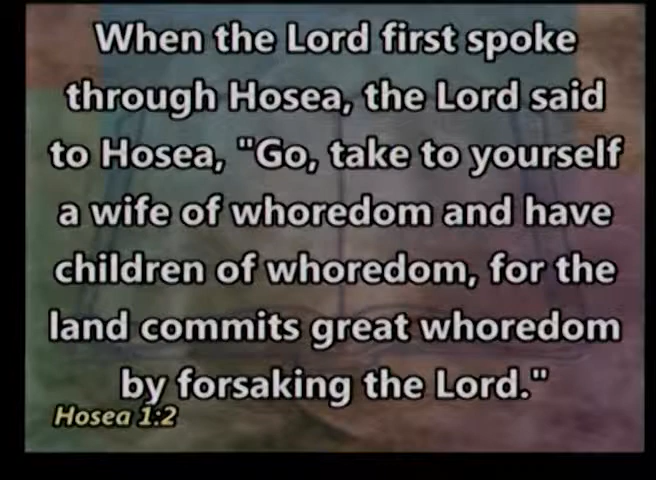 When the Lord first spoke
through Hosea, the Lord said
to Hosea, "Go, take to yourself
a wife of whoredom and have
children of whoredom, for the
land commits great whoredom
by forsaking the Lord."
Hosea 1:2